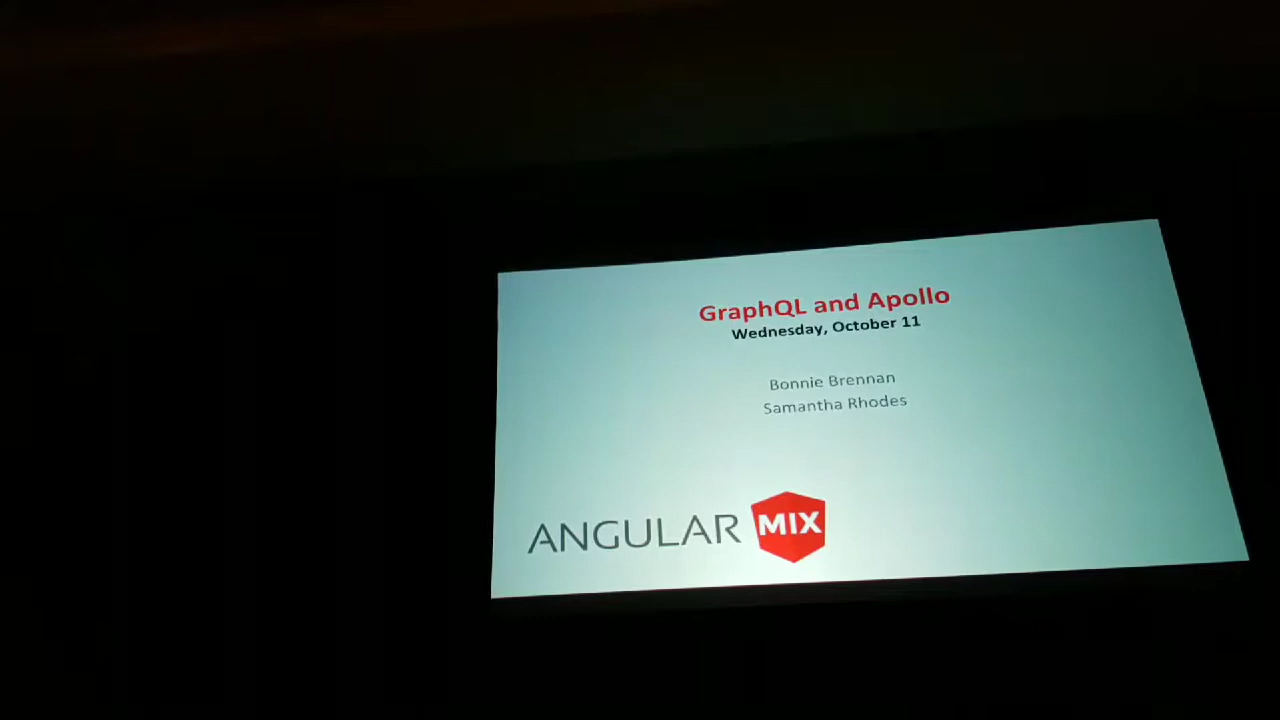 GraphQL and Apollo
Wednesday, October 11
Bonnie Brennan
Samantha Rhodes
ANGULAR MIX